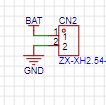 BAT CN2
1
2
GND ZX-XH2.54-